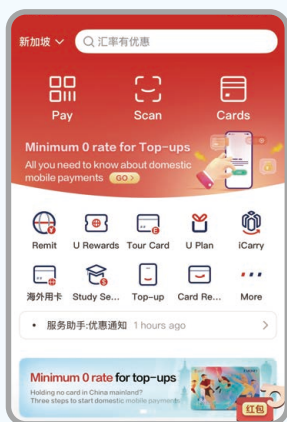 新加坡
汇率有优惠
Pay Scan Cards
Minimum 0 rate for Top-ups
All you need to know about domestic
mobile payments GO >
Remit U Rewards Tour Card U Plan iCarry
海外用卡 Study Se... Top-up Card Re... More
• 服务助手:优惠通知 1 hours ago
Minimum 0 rate for top-ups
Holding no card in China mainland?
Three steps to start domestic mobile payments
红包